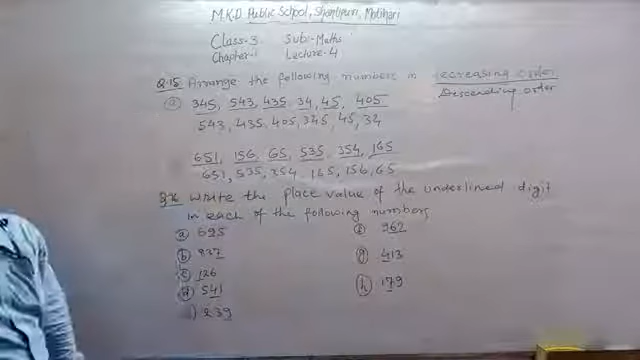 M.K.D Public School, Shantipuri, Motihari
Class-3 Sub:- Maths
Chapter-1 Lecture-4
Q.15 Arrange the following numbers in decreasing order
Descending order
(a) 345, 543, 435, 34, 45, 405
543, 435, 405, 345, 45, 34
651, 156, 65, 535, 354, 165
651, 535, 354, 165, 156, 65
Write the place value of the underlined digit
in each of the following numbers
(a) 695
(b) 837
(c) 126
(d) 541
) 239
962
(g) 413
(h) 179